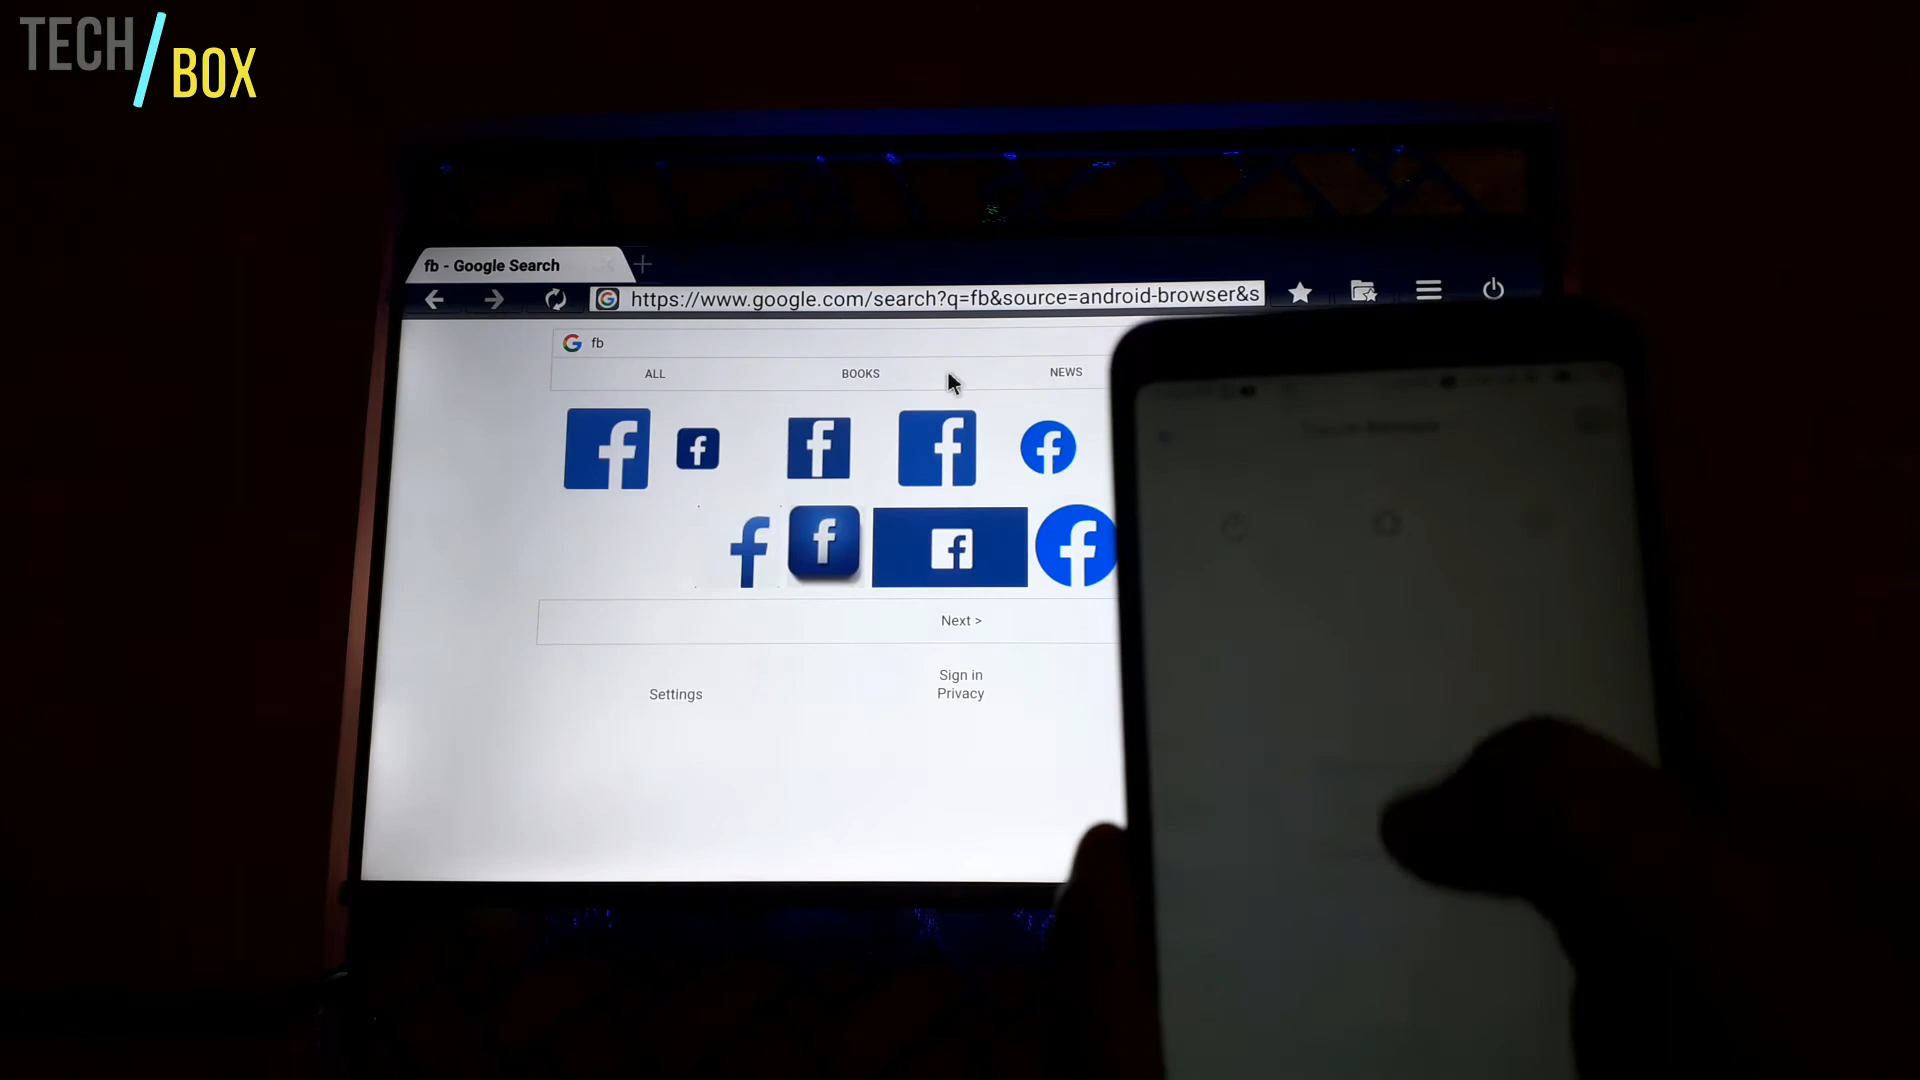 TECH/
BOX
fb - Google Search
https://www.google.com/search?q=fb&source=android-browser&s
fb
ALL BOOKS NEWS
Next >
Sign in
Settings
Privacy